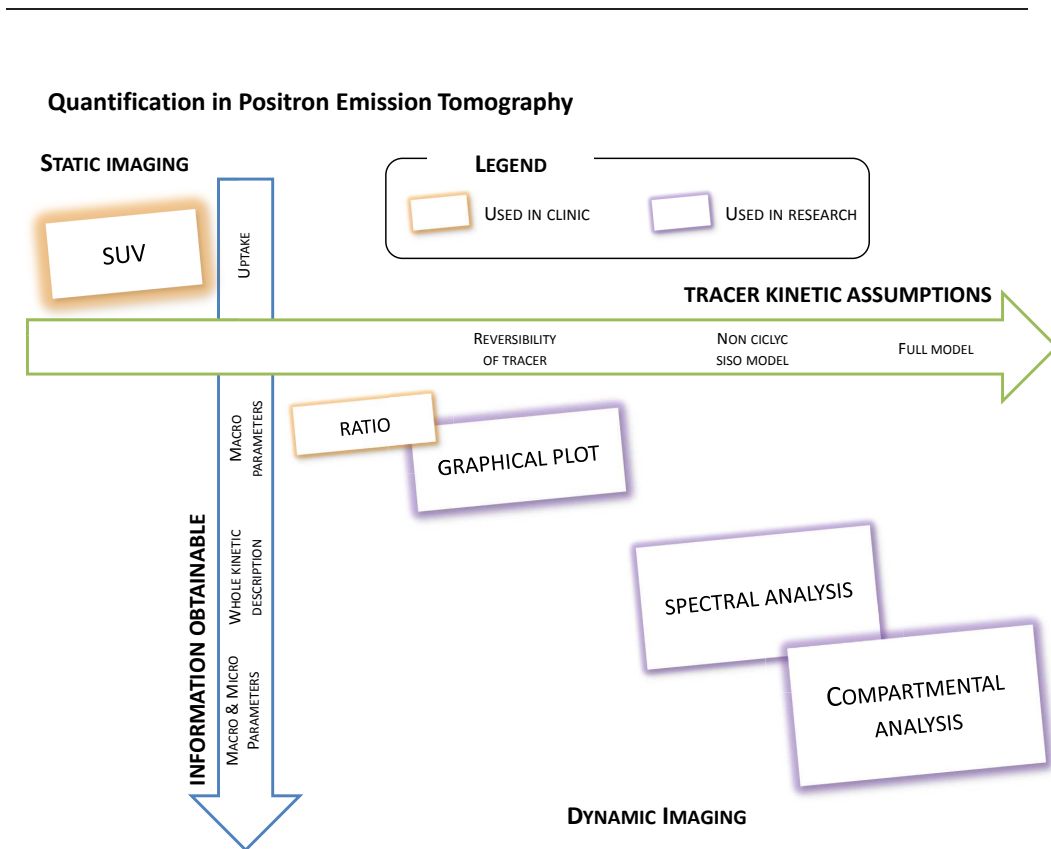 Quantification in Positron Emission Tomography
STATIC IMAGING
LEGEND
USED IN CLINIC
USED IN RESEARCH
SUV
UPTAKE
TRACER KINETIC ASSUMPTIONS
REVERSIBILITY
OF TRACER
NON CICLYC
SISO MODEL
FULL MODEL
MACRO
PARAMETERS
RATIO
GRAPHICAL PLOT
INFORMATION OBTAINABLE
WHOLE KINETIC
DESCRIPTION
SPECTRAL ANALYSIS
MACRO & MICRO
PARAMETERS
COMPARTMENTAL
ANALYSIS
DYNAMIC IMAGING